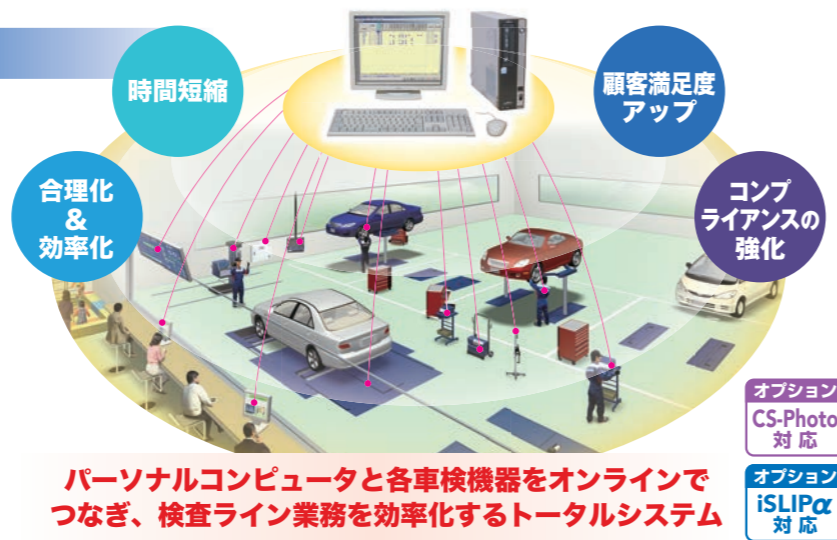 時間短縮
顧客満足度
アップ
合理化
&
効率化
コンプ
ライアンスの
強化
オプション
CS-Photo
対応
パーソナルコンピュータと各車検機器をオンラインで
つなぎ、検査ライン業務を効率化するトータルシステム
オプション
iSLIPα
対応